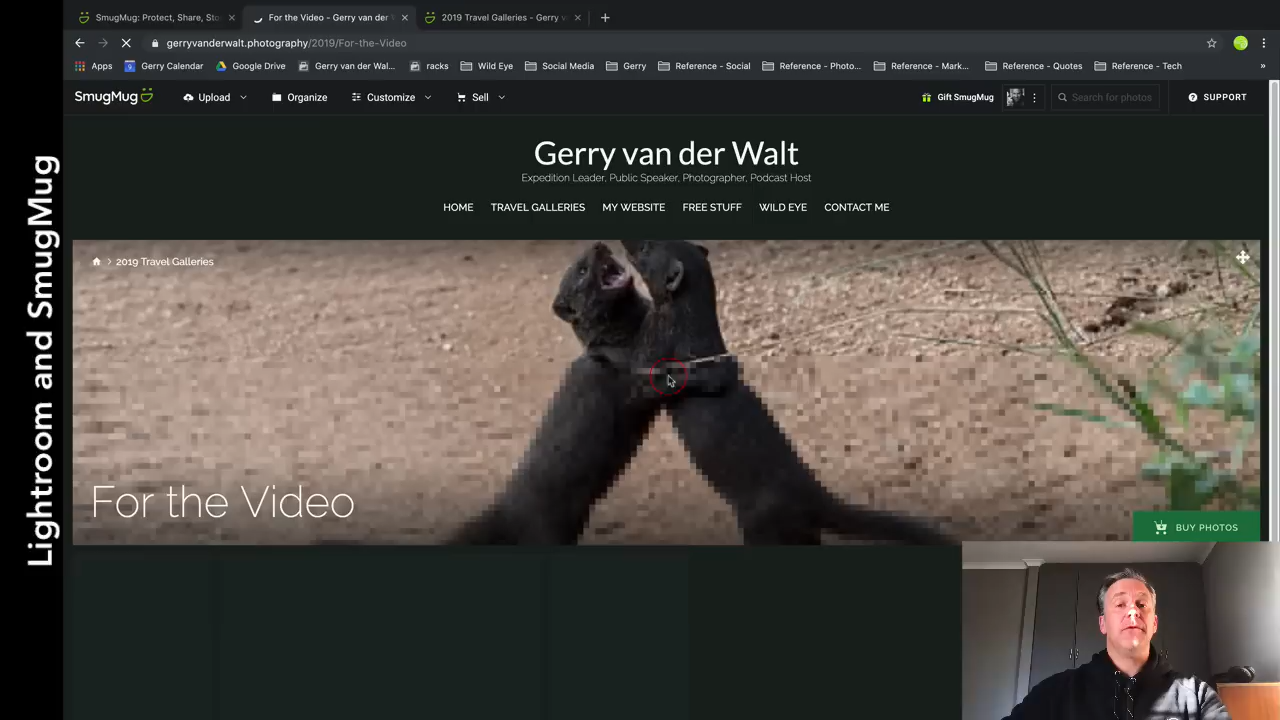 SmugMug: Protect, Share, Sto
For the Video - Gerry van der
2019 Travel Galleries - Gerry v
gerryvanderwalt.photography/2019/For-the-Video
Apps
Gerry Calendar
Google Drive
Gerry van der Wal...
racks
Wild Eye
Social Media
Gerry
Reference - Social
Reference - Photo...
Reference - Mark...
Reference - Quotes
Reference - Tech
»
SmugMug
Upload
Organize
Customize
Sell
Gift SmugMug
Search for photos
SUPPORT
Gerry van der Walt
Expedition Leader, Public Speaker, Photographer, Podcast Host
HOME
TRAVEL GALLERIES
MY WEBSITE
FREE STUFF
WILD EYE
CONTACT ME
2019 Travel Galleries
For the Video
BUY PHOTOS
Lightroom and SmugMug